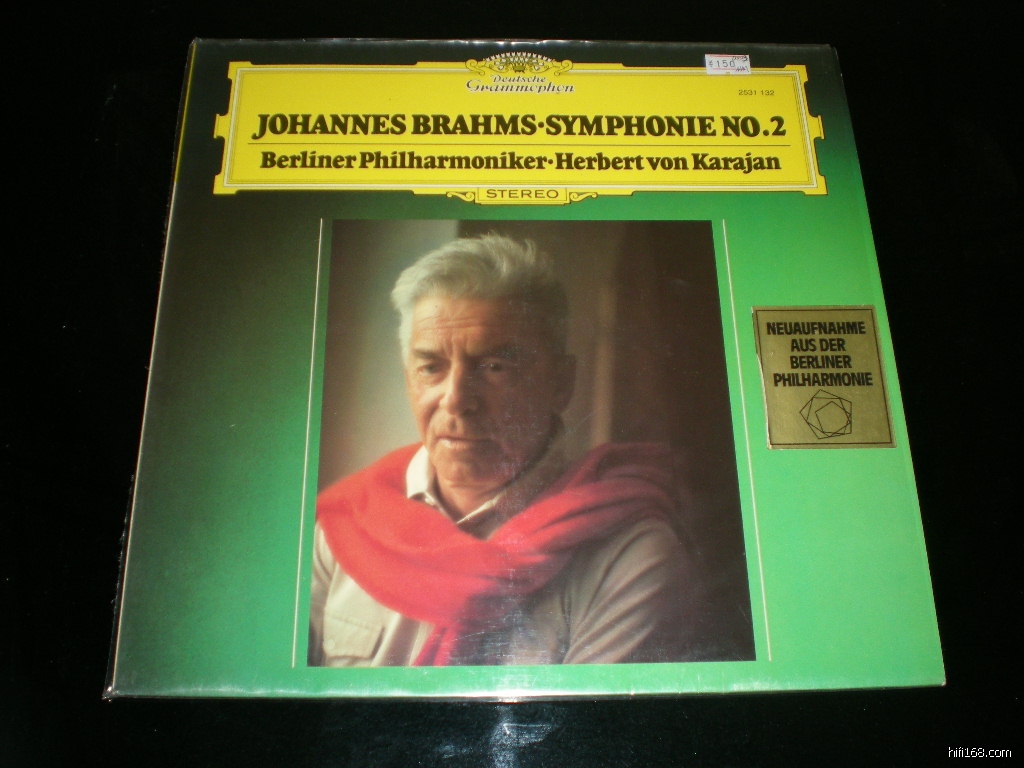 ¢150
Deutsche
Grammophon
2531 132
JOHANNES BRAHMS·SYMPHONIE NO.2
Berliner Philharmoniker·Herbert von Karajan
STEREO
NEUAUFNAHME
AUS DER
BERLINER
PHILHARMONIE
hifi168.com